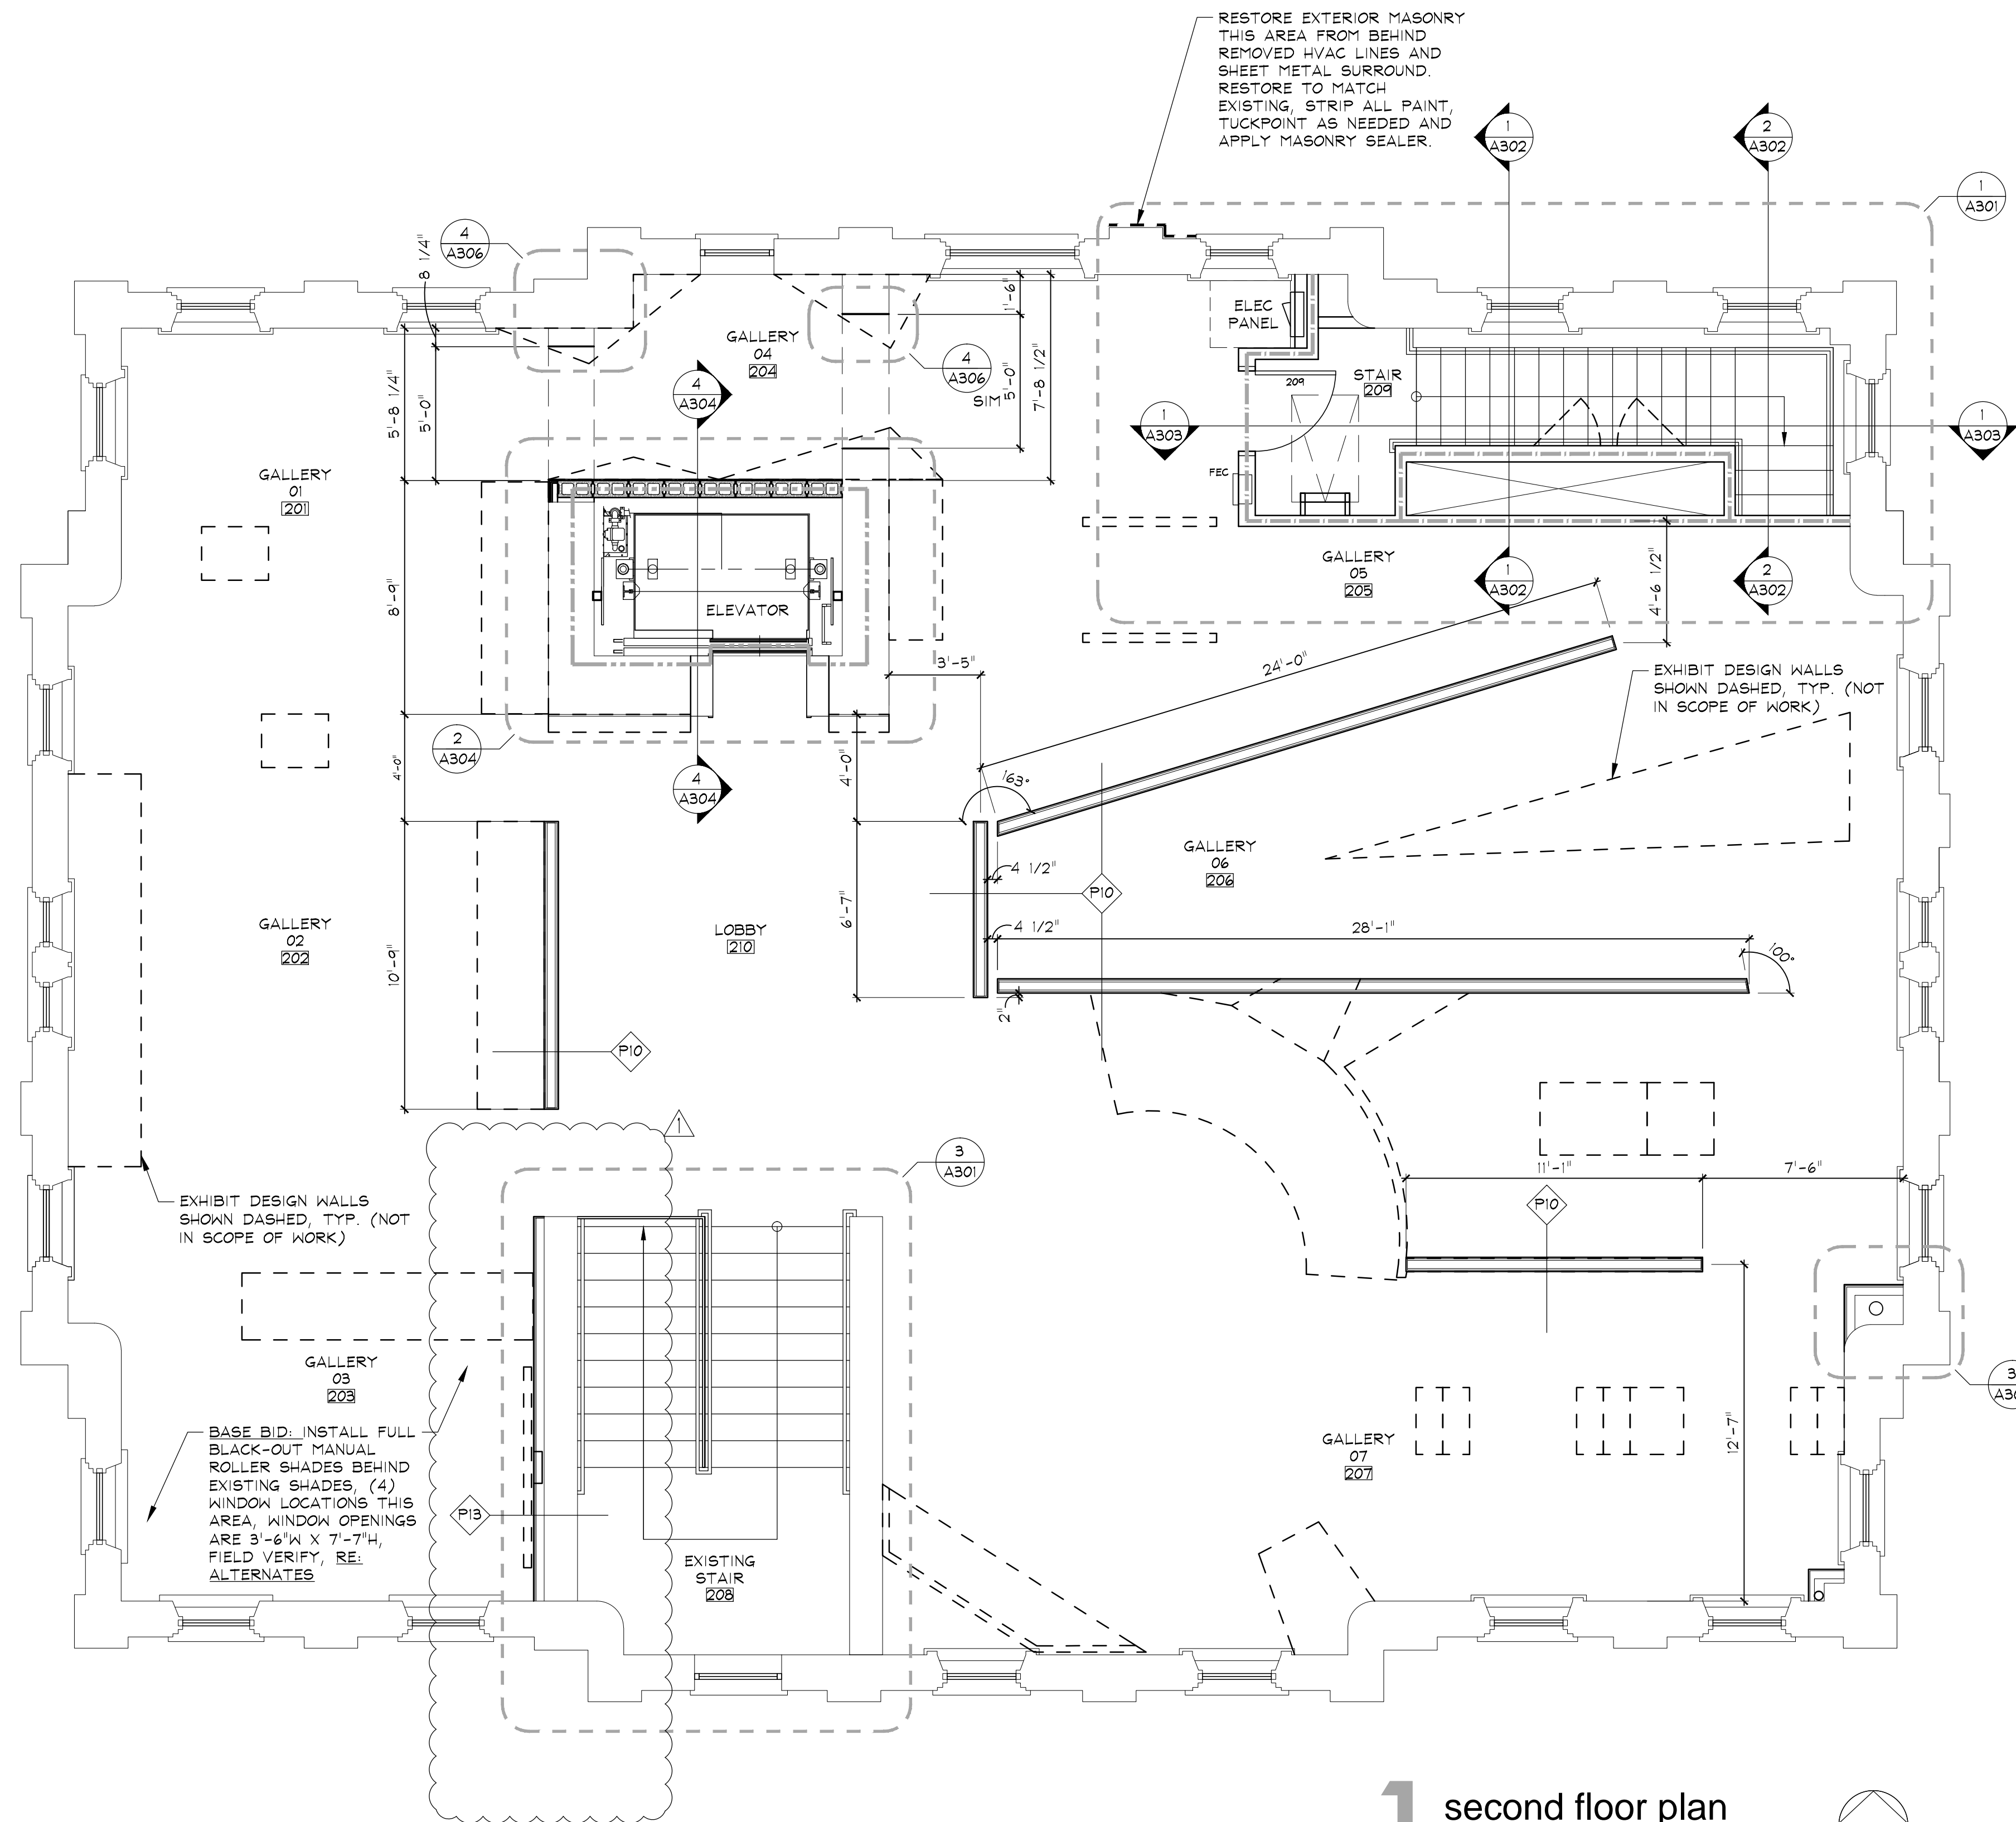 RESTORE EXTERIOR MASONRY
THIS AREA FROM BEHIND
REMOVED HVAC LINES AND
SHEET METAL SURROUND.
RESTORE TO MATCH
EXISTING, STRIP ALL PAINT,
TUCKPOINT AS NEEDED AND
APPLY MASONRY SEALER.
1
A302
2
A302
1
A301
4
A306
8 1/4"
1'-6"
ELEC
PANEL
GALLERY
04
204
4
A306
SIM
5'-0"
7'-8 1/2"
5'-8 1/4"
5'-0"
4
A304
209
STAIR
209
1
A303
1
A303
FEC
GALLERY
01
201
GALLERY
05
205
1
A302
2
A302
4'-6 1/2"
8'-9"
ELEVATOR
3'-5"
24'-0"
EXHIBIT DESIGN WALLS
SHOWN DASHED, TYP. (NOT
IN SCOPE OF WORK)
2
A304
4'-0"
4
A304
4'-0"
163°
GALLERY
06
206
4 1/2"
P10
6'-7"
4 1/2"
28'-1"
100°
GALLERY
02
202
LOBBY
210
10'-9"
2"
P10
1
3
A301
11'-1"
7'-6"
P10
EXHIBIT DESIGN WALLS
SHOWN DASHED, TYP. (NOT
IN SCOPE OF WORK)
GALLERY
03
203
3
BASE BID: INSTALL FULL
BLACK-OUT MANUAL
ROLLER SHADES BEHIND
EXISTING SHADES, (4)
WINDOW LOCATIONS THIS
AREA, WINDOW OPENINGS
ARE 3'-6"W X 7'-7"H,
FIELD VERIFY, RE:
ALTERNATES
P13
GALLERY
07
207
12'-7"
EXISTING
STAIR
208
1 second floor plan